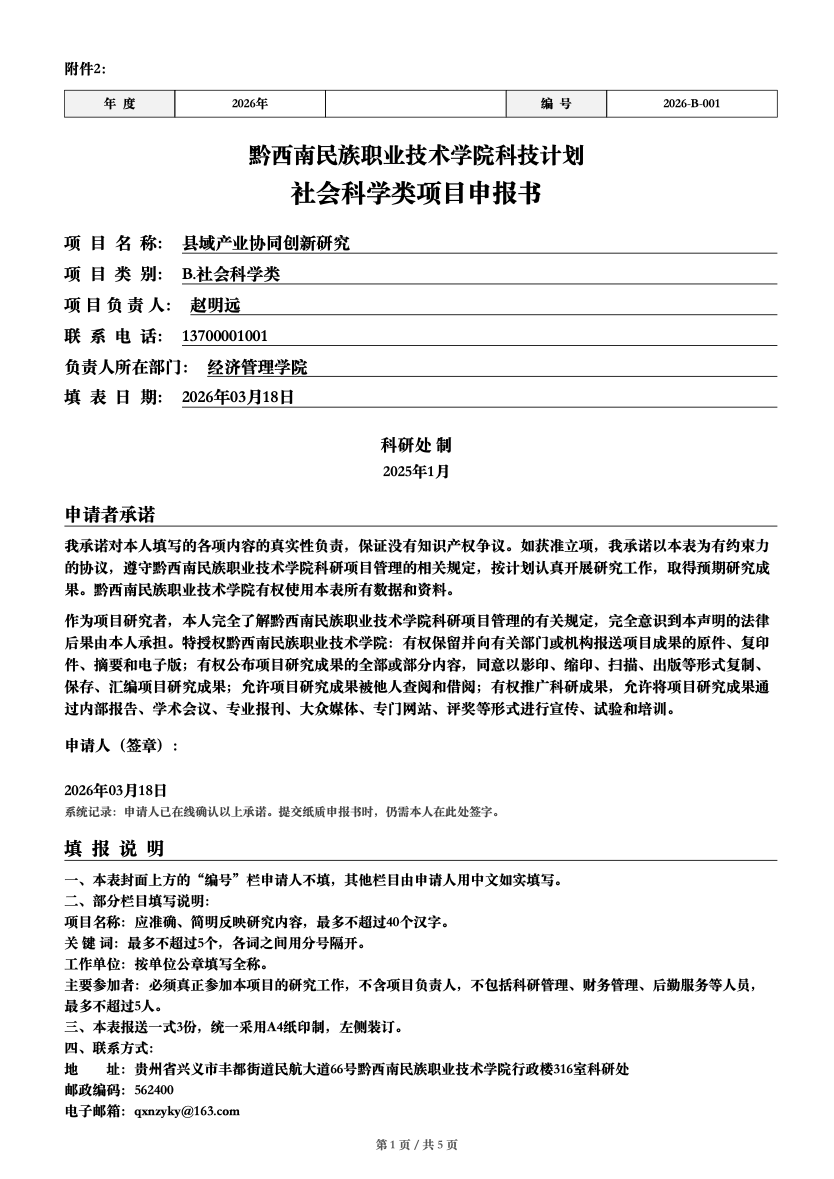 附件2：
年 度 2026年 编 号 2026-B-001
黔西南民族职业技术学院科技计划
社会科学类项目申报书
项 目 名 称： 县域产业协同创新研究
项 目 类 别： B.社会科学类
项 目 负 责 人： 赵明远
联 系 电 话： 13700001001
负责人所在部门： 经济管理学院
填 表 日 期： 2026年03月18日
科研处 制
2025年1月
申请者承诺
我承诺对本人填写的各项内容的真实性负责，保证没有知识产权争议。如获准立项，我承诺以本表为有约束力
的协议，遵守黔西南民族职业技术学院科研项目管理的相关规定，按计划认真开展研究工作，取得预期研究成
果。黔西南民族职业技术学院有权使用本表所有数据和资料。
作为项目研究者，本人完全了解黔西南民族职业技术学院科研项目管理的有关规定，完全意识到本声明的法律
后果由本人承担。特授权黔西南民族职业技术学院：有权保留并向有关部门或机构报送项目成果的原件、复印
件、摘要和电子版；有权公布项目研究成果的全部或部分内容，同意以影印、缩印、扫描、出版等形式复制、
保存、汇编项目研究成果；允许项目研究成果被他人查阅和借阅；有权推广科研成果，允许将项目研究成果通
过内部报告、学术会议、专业报刊、大众媒体、专门网站、评奖等形式进行宣传、试验和培训。
申请人（签章）：
2026年03月18日
系统记录：申请人已在线确认以上承诺。提交纸质申报书时，仍需本人在此处签字。
填 报 说 明
一、本表封面上方的“编号”栏申请人不填，其他栏目由申请人用中文如实填写。
二、部分栏目填写说明：
项目名称：应准确、简明反映研究内容，最多不超过40个汉字。
关 键 词：最多不超过5个，各词之间用分号隔开。
工作单位：按单位公章填写全称。
主要参加者：必须真正参加本项目的研究工作，不含项目负责人，不包括科研管理、财务管理、后勤服务等人员，
最多不超过5人。
三、本表报送一式3份，统一采用A4纸印制，左侧装订。
四、联系方式：
地　　址：贵州省兴义市丰都街道民航大道66号黔西南民族职业技术学院行政楼316室科研处
邮政编码：562400
电子邮箱：qxnzyky@163.com
第 1 页 / 共 5 页